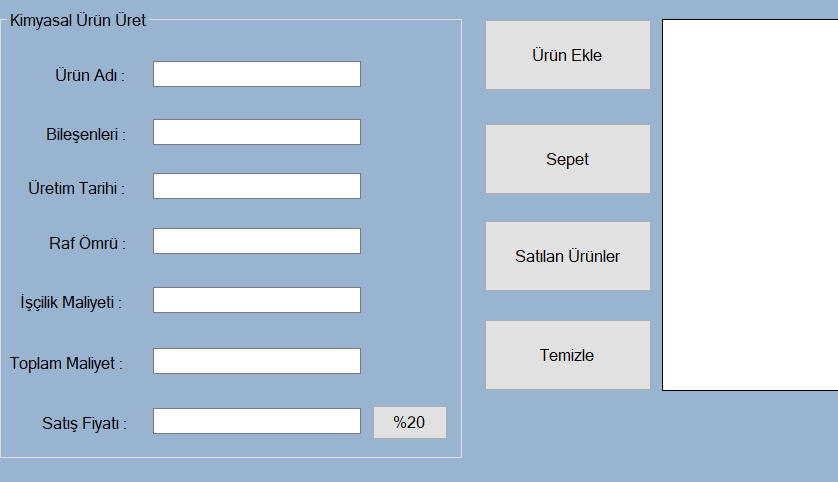 Kimyasal Ürün Üret
Ürün Adı :
Bileşenleri :
Üretim Tarihi :
Raf Ömrü :
İşçilik Maliyeti :
Toplam Maliyet :
Satış Fiyatı :
%20
Ürün Ekle
Sepet
Satılan Ürünler
Temizle